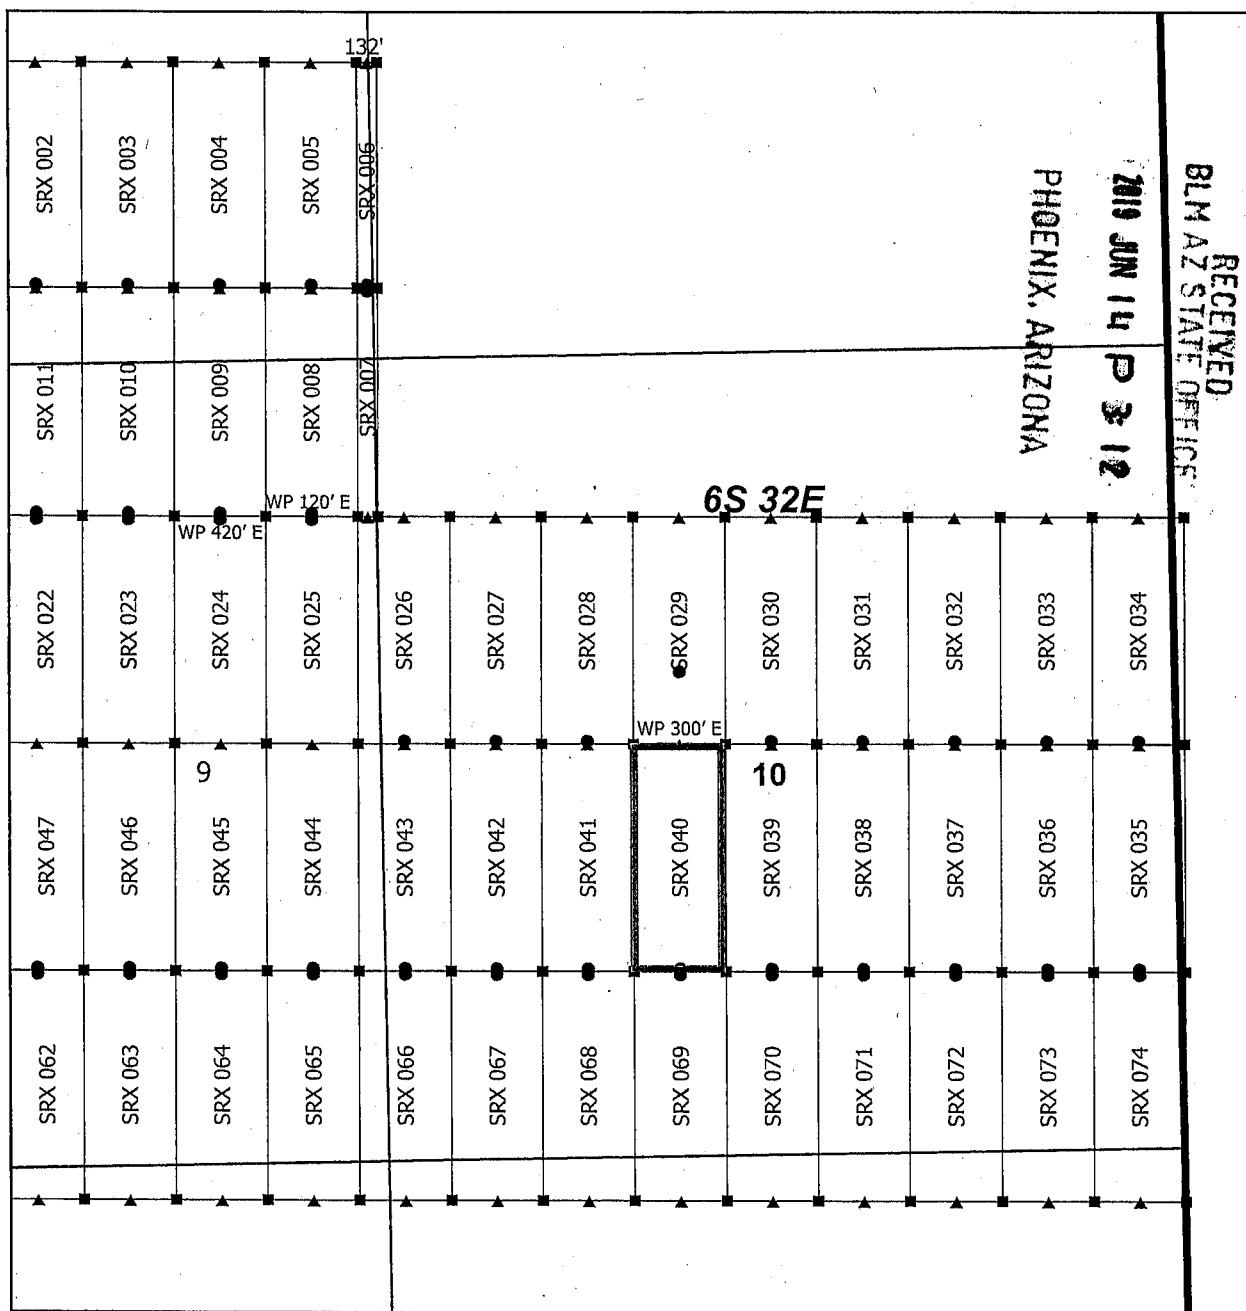 132'
SRX 002
SRX 003
SRX 004
SRX 005
SRX 006
RECEIVED
BLM AZ STATE OFFICE
2019 JUN 14 P 3:12
PHOENIX, ARIZONA
SRX 011
SRX 010
SRX 009
SRX 008
SRX 007
WP 120' E
WP 420' E
6S 32E
SRX 022
SRX 023
SRX 024
SRX 025
SRX 026
SRX 027
SRX 028
SRX 029
SRX 030
SRX 031
SRX 032
SRX 033
SRX 034
WP 300' E
9
10
SRX 047
SRX 046
SRX 045
SRX 044
SRX 043
SRX 042
SRX 041
SRX 040
SRX 039
SRX 038
SRX 037
SRX 036
SRX 035
SRX 062
SRX 063
SRX 064
SRX 065
SRX 066
SRX 067
SRX 068
SRX 069
SRX 070
SRX 071
SRX 072
SRX 073
SRX 074